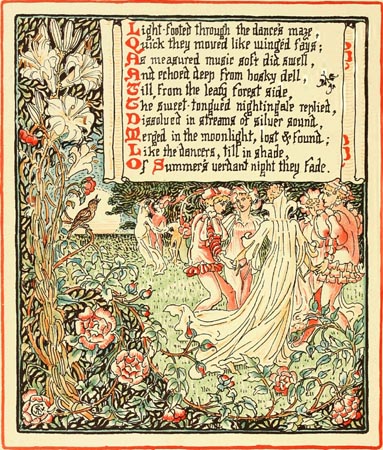 Light-footed through the dance's maze,
Quick they moved like winged fays;
As measured music soft did swell,
And echoed deep from bosky dell,
Till, from the leafy forest side,
The sweet-tongued nightingale replied,
Dissolved in streams of silver sound,
Merged in the moonlight, lost & found;
Like the dancers, till in shade,
Of Summer's verdant night they fade.